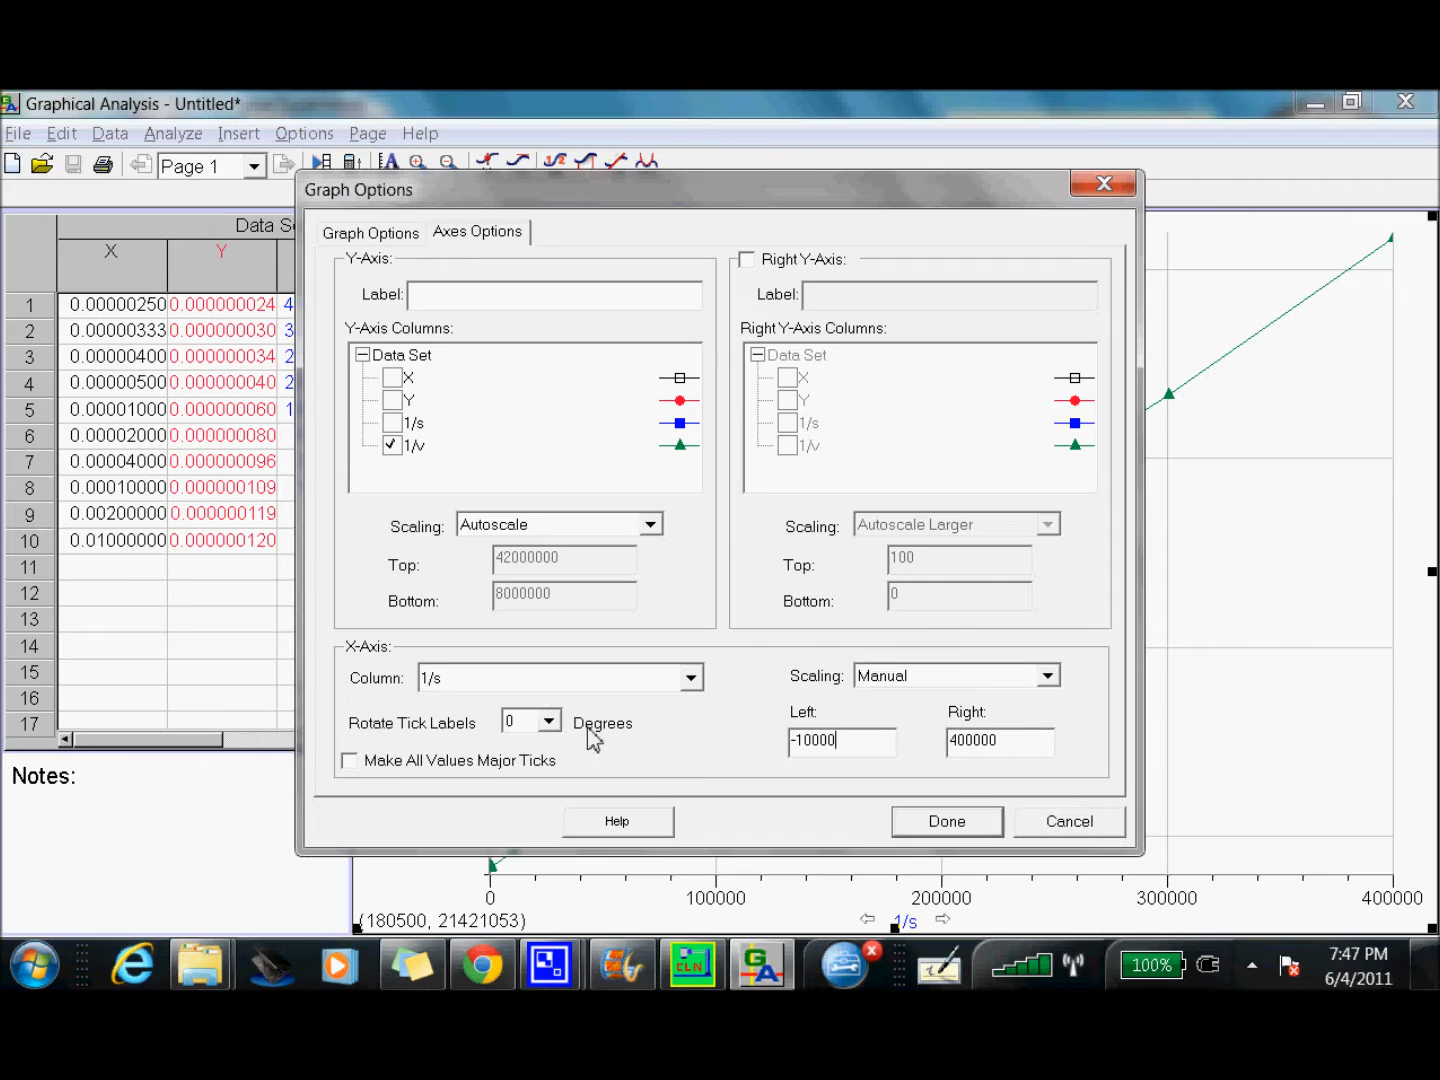 Graphical Analysis - Untitled*
File Edit Data Analyze Insert Options Page Help
Page 1
Graph Options
Graph Options Axes Options
Y-Axis:
Label:
Y-Axis Columns:
Data Set
X
Y
1/s
1/v
Scaling: Autoscale
Top: 42000000
Bottom: 8000000
Right Y-Axis:
Label:
Right Y-Axis Columns:
Data Set
X
Y
1/s
1/v
Scaling: Autoscale Larger
Top: 100
Bottom: 0
X-Axis:
Column: 1/s
Rotate Tick Labels 0 Degrees
Make All Values Major Ticks
Scaling: Manual
Left: Right:
-10000 400000
Help Done Cancel
Data S
X Y
1 0.00000250 0.000000024 4
2 0.00000333 0.000000030 3
3 0.00000400 0.000000034 2
4 0.00000500 0.000000040 2
5 0.00001000 0.000000060 1
6 0.00002000 0.000000080
7 0.00004000 0.000000096
8 0.00010000 0.000000109
9 0.00200000 0.000000119
10 0.01000000 0.000000120
11
12
13
14
15
16
17
Notes:
0 100000 200000 300000 400000
(180500, 21421053) 1/s
CLN GA 100% 7:47 PM
6/4/2011